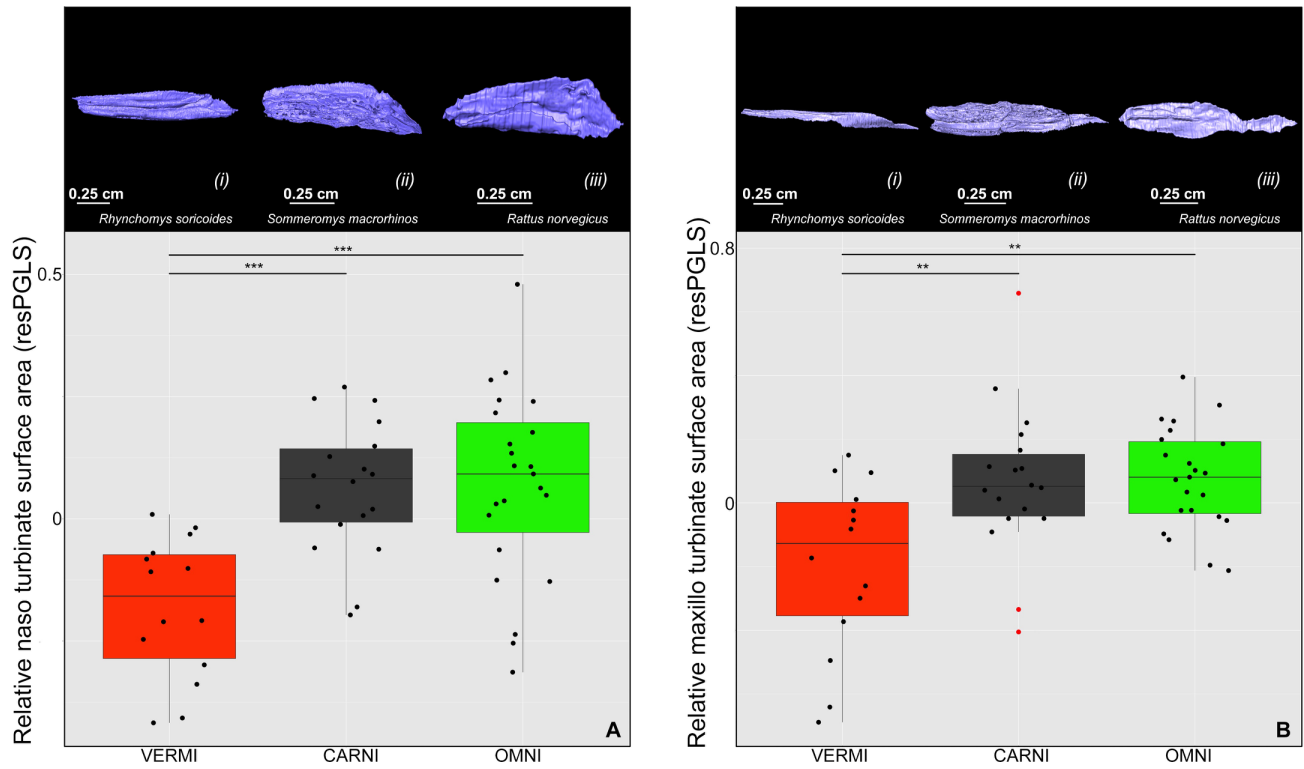 0.25 cm
(i)
Rhynchomys soricoides
0.25 cm
(ii)
Sommeromys macrorhinos
0.25 cm
(iii)
Rattus norvegicus
Relative naso turbinate surface area (resPGLS)
0.5
0
***
***
VERMI
CARNI
OMNI
A
0.25 cm
(i)
Rhynchomys soricoides
0.25 cm
(ii)
Sommeromys macrorhinos
0.25 cm
(iii)
Rattus norvegicus
Relative maxillo turbinate surface area (resPGLS)
0.8
0
**
**
VERMI
CARNI
OMNI
B